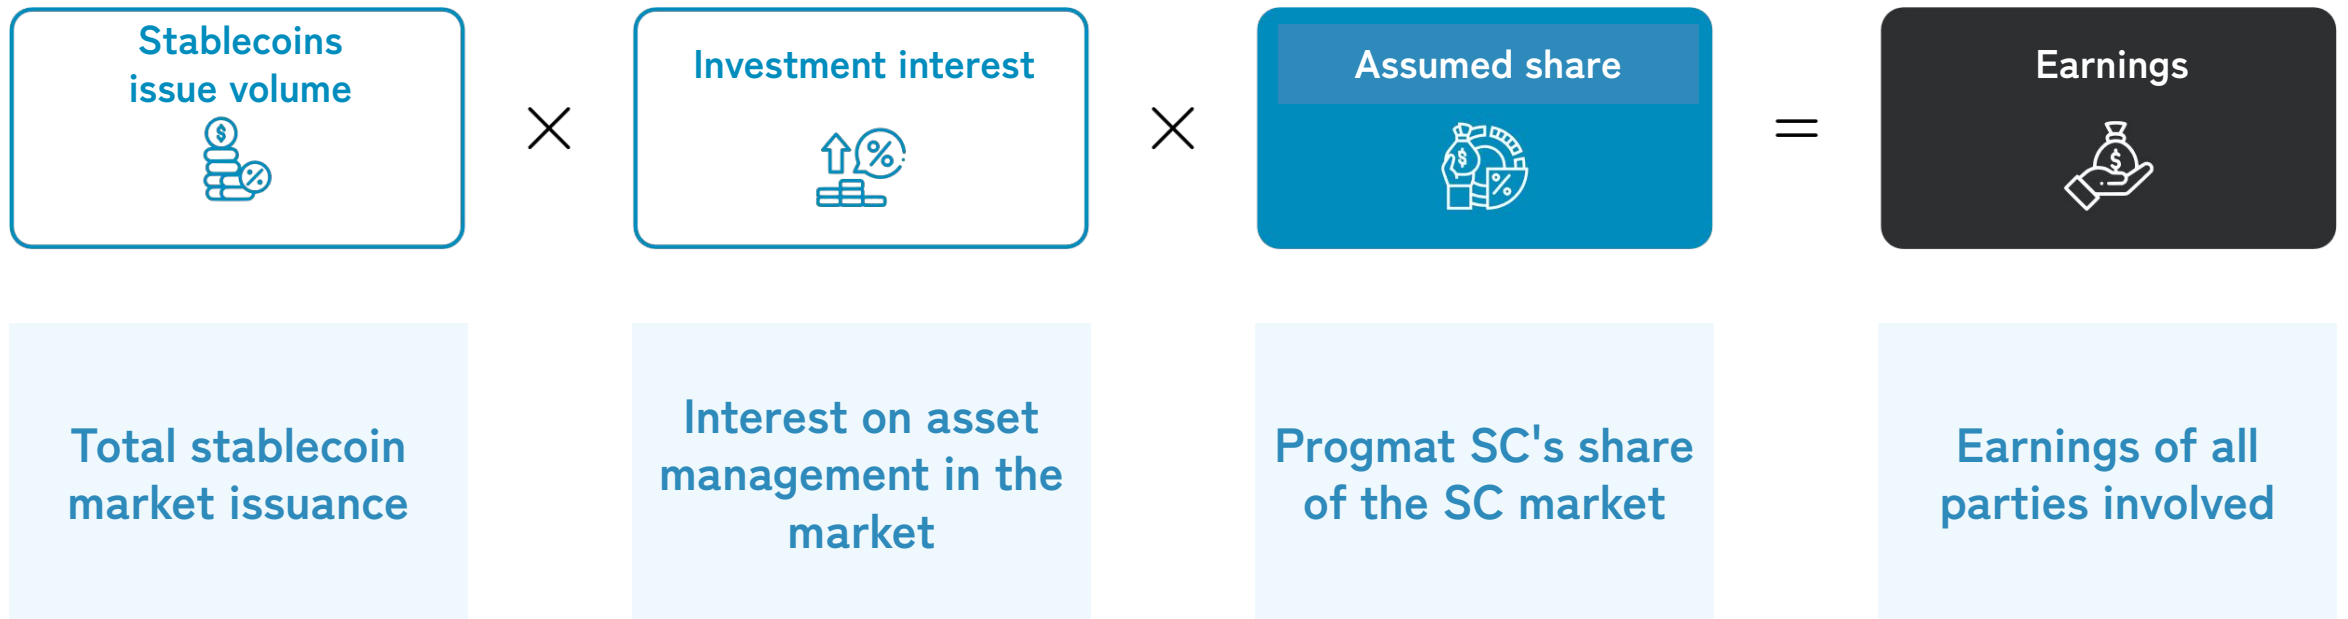 Stablecoins
issue volume
×
Investment interest
×
Assumed share
=
Earnings
Total stablecoin
market issuance
Interest on asset
management in the
market
Progmat SC's share
of the SC market
Earnings of all
parties involved